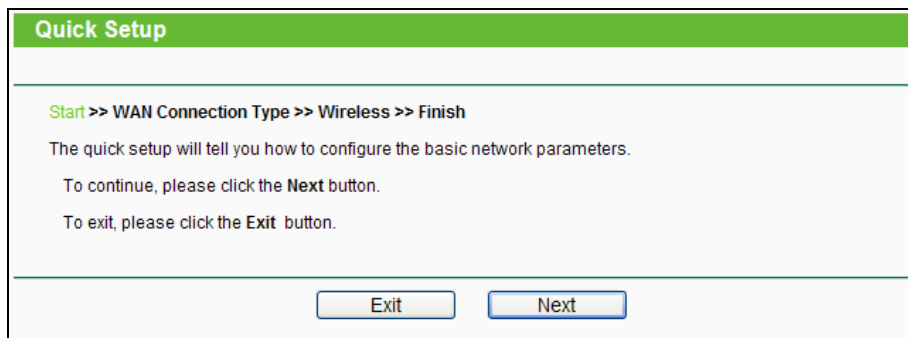 Quick Setup
Start >> WAN Connection Type >> Wireless >> Finish
The quick setup will tell you how to configure the basic network parameters.
To continue, please click the Next button.
To exit, please click the Exit button.
Exit Next